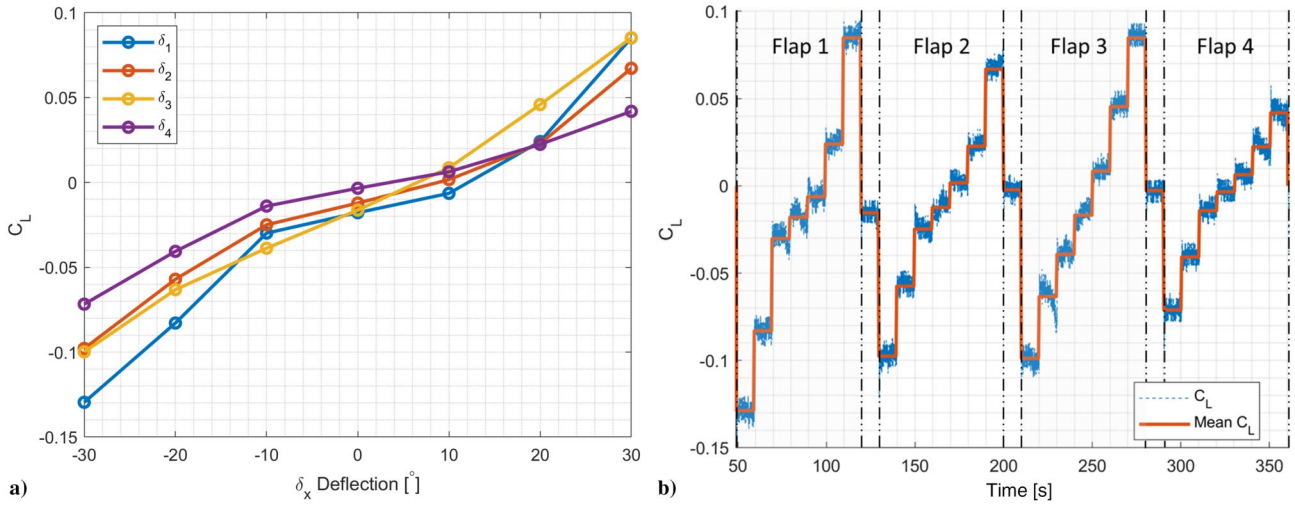 0.1
0.05
0
-0.05
-0.1
-0.15
C_L
δ_1
δ_2
δ_3
δ_4
-30 -20 -10 0 10 20 30
δ_x Deflection [°]
a)
0.1
0.05
0
-0.05
-0.1
-0.15
C_L
Flap 1 Flap 2 Flap 3 Flap 4
C_L
Mean C_L
50 100 150 200 250 300 350
Time [s]
b)